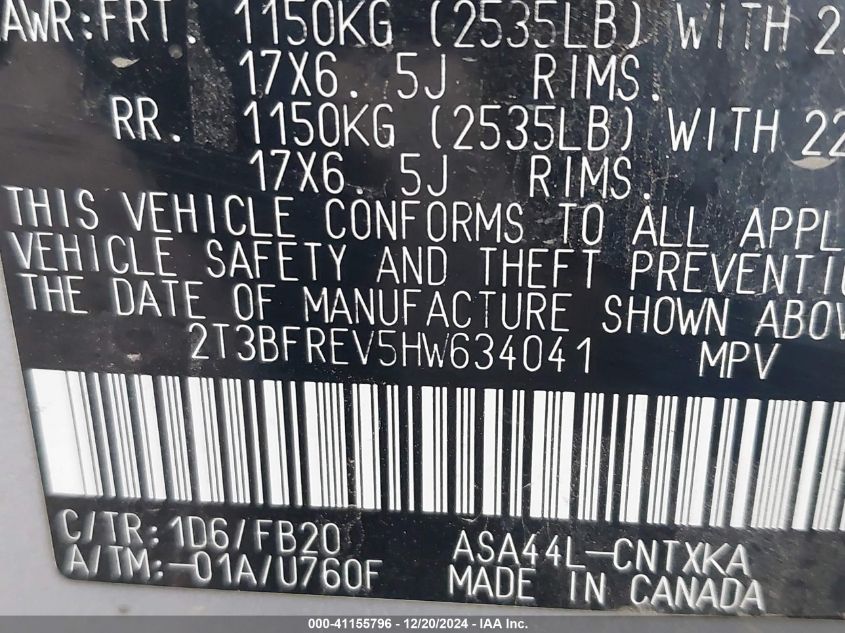 AWR:FRT. 1150KG (2535LB) WITH
17X6. 5J RIMS.
RR. 1150KG (2535LB) WITH 22
17X6. 5J RIMS.
THIS VEHICLE CONFORMS TO ALL APPL
VEHICLE SAFETY AND THEFT PREVENTI
THE DATE OF MANUFACTURE SHOWN ABOV
2T3BFREV5HW634041 MPV
C/TR: 1D6/FB20 ASA44L-CNTXKA
A/TM:-01A/U760F MADE IN CANADA
000-41155796 - 12/20/2024 - IAA Inc.